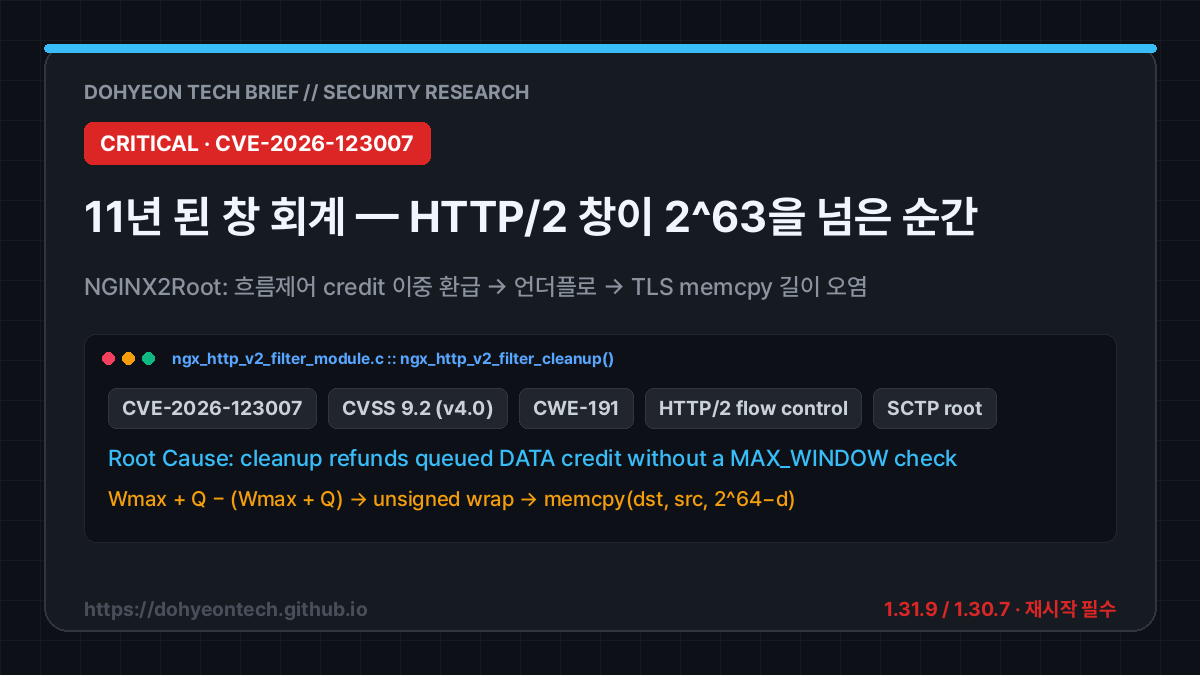 DOHYEON TECH BRIEF // SECURITY RESEARCH
CRITICAL · CVE-2026-123007
11년 된 창 회계 — HTTP/2 창이 2^63을 넘은 순간
NGINX2Root: 흐름제어 credit 이중 환급 → 언더플로 → TLS memcpy 길이 오염
ngx_http_v2_filter_module.c :: ngx_http_v2_filter_cleanup()
CVE-2026-123007 CVSS 9.2 (v4.0) CWE-191 HTTP/2 flow control SCTP root
Root Cause: cleanup refunds queued DATA credit without a MAX_WINDOW check
Wmax + Q − (Wmax + Q) → unsigned wrap → memcpy(dst, src, 2^64−d)
https://dohyeontech.github.io 1.31.9 / 1.30.7 · 재시작 필수